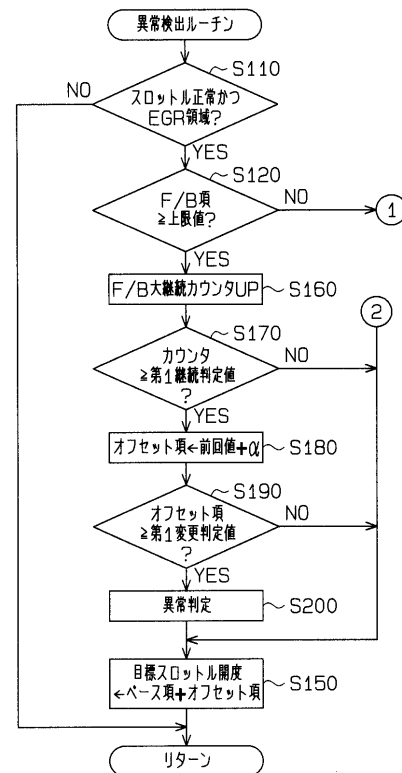 異常検出ルーチン
S110
スロットル正常かつ
EGR領域?
NO
YES
S120
F/B項
≧上限値?
NO
1
YES
F/B大継続カウンタUP
S160
2
S170
カウンタ
≧第1継続判定値
?
NO
YES
オフセット項←前回値+α
S180
S190
オフセット項
≧第1変更判定値
?
NO
YES
異常判定
S200
目標スロットル開度
←ベース項+オフセット項
S150
リターン